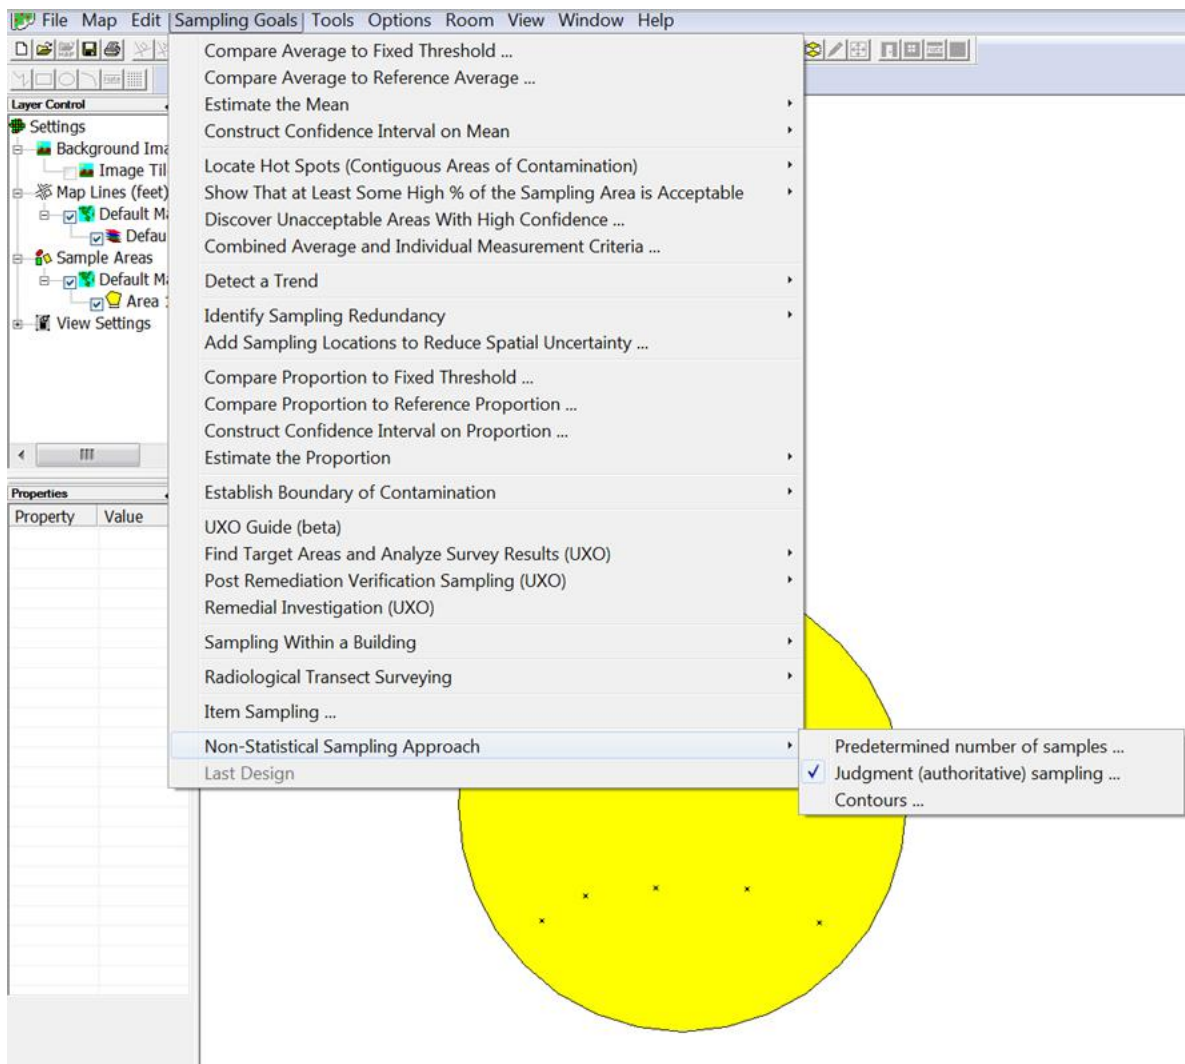 File Map Edit Sampling Goals Tools Options Room View Window Help
Layer Control
Settings
Background Ima
Image Til
Map Lines (feet)
Default Ma
Defau
Sample Areas
Default Ma
Area 1
View Settings
Properties
Property Value
Compare Average to Fixed Threshold ...
Compare Average to Reference Average ...
Estimate the Mean
Construct Confidence Interval on Mean
Locate Hot Spots (Contiguous Areas of Contamination)
Show That at Least Some High % of the Sampling Area is Acceptable
Discover Unacceptable Areas With High Confidence ...
Combined Average and Individual Measurement Criteria ...
Detect a Trend
Identify Sampling Redundancy
Add Sampling Locations to Reduce Spatial Uncertainty ...
Compare Proportion to Fixed Threshold ...
Compare Proportion to Reference Proportion ...
Construct Confidence Interval on Proportion ...
Estimate the Proportion
Establish Boundary of Contamination
UXO Guide (beta)
Find Target Areas and Analyze Survey Results (UXO)
Post Remediation Verification Sampling (UXO)
Remedial Investigation (UXO)
Sampling Within a Building
Radiological Transect Surveying
Item Sampling ...
Non-Statistical Sampling Approach
Last Design
Predetermined number of samples ...
Judgment (authoritative) sampling ...
Contours ...